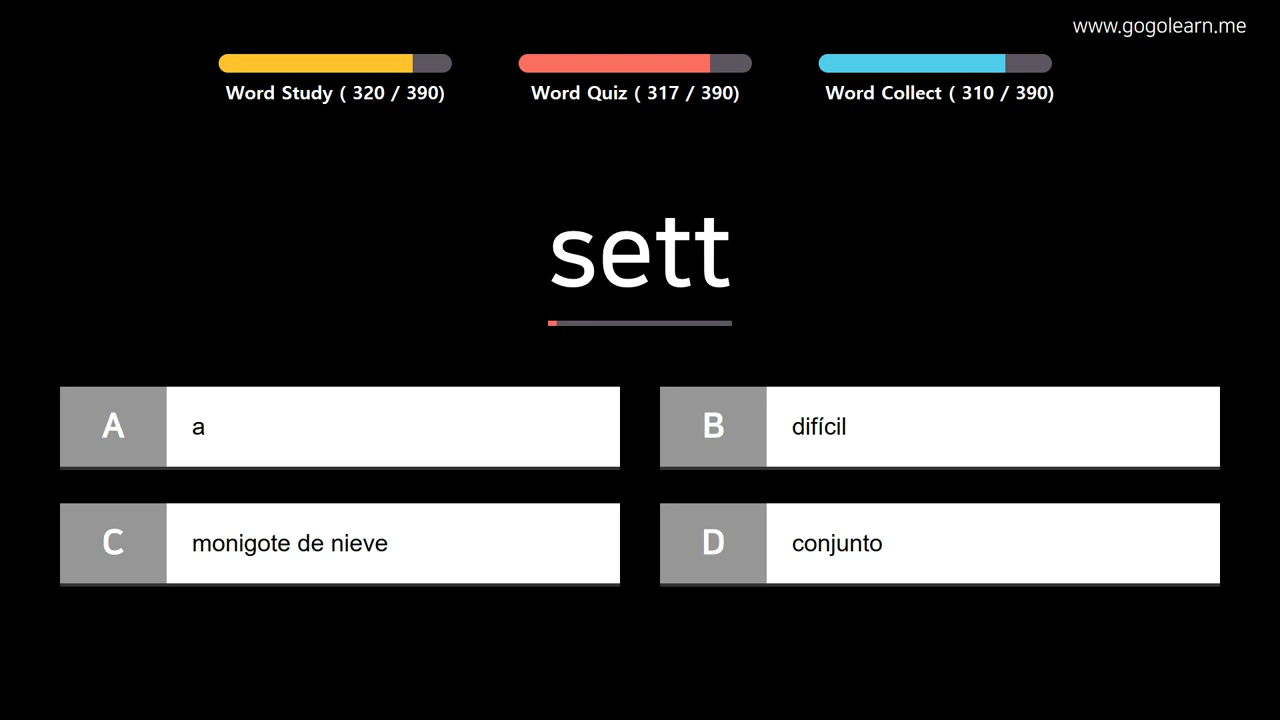 www.gogolearn.me
Word Study ( 320 / 390)
Word Quiz ( 317 / 390)
Word Collect ( 310 / 390)
sett
A a
B difícil
C monigote de nieve
D conjunto